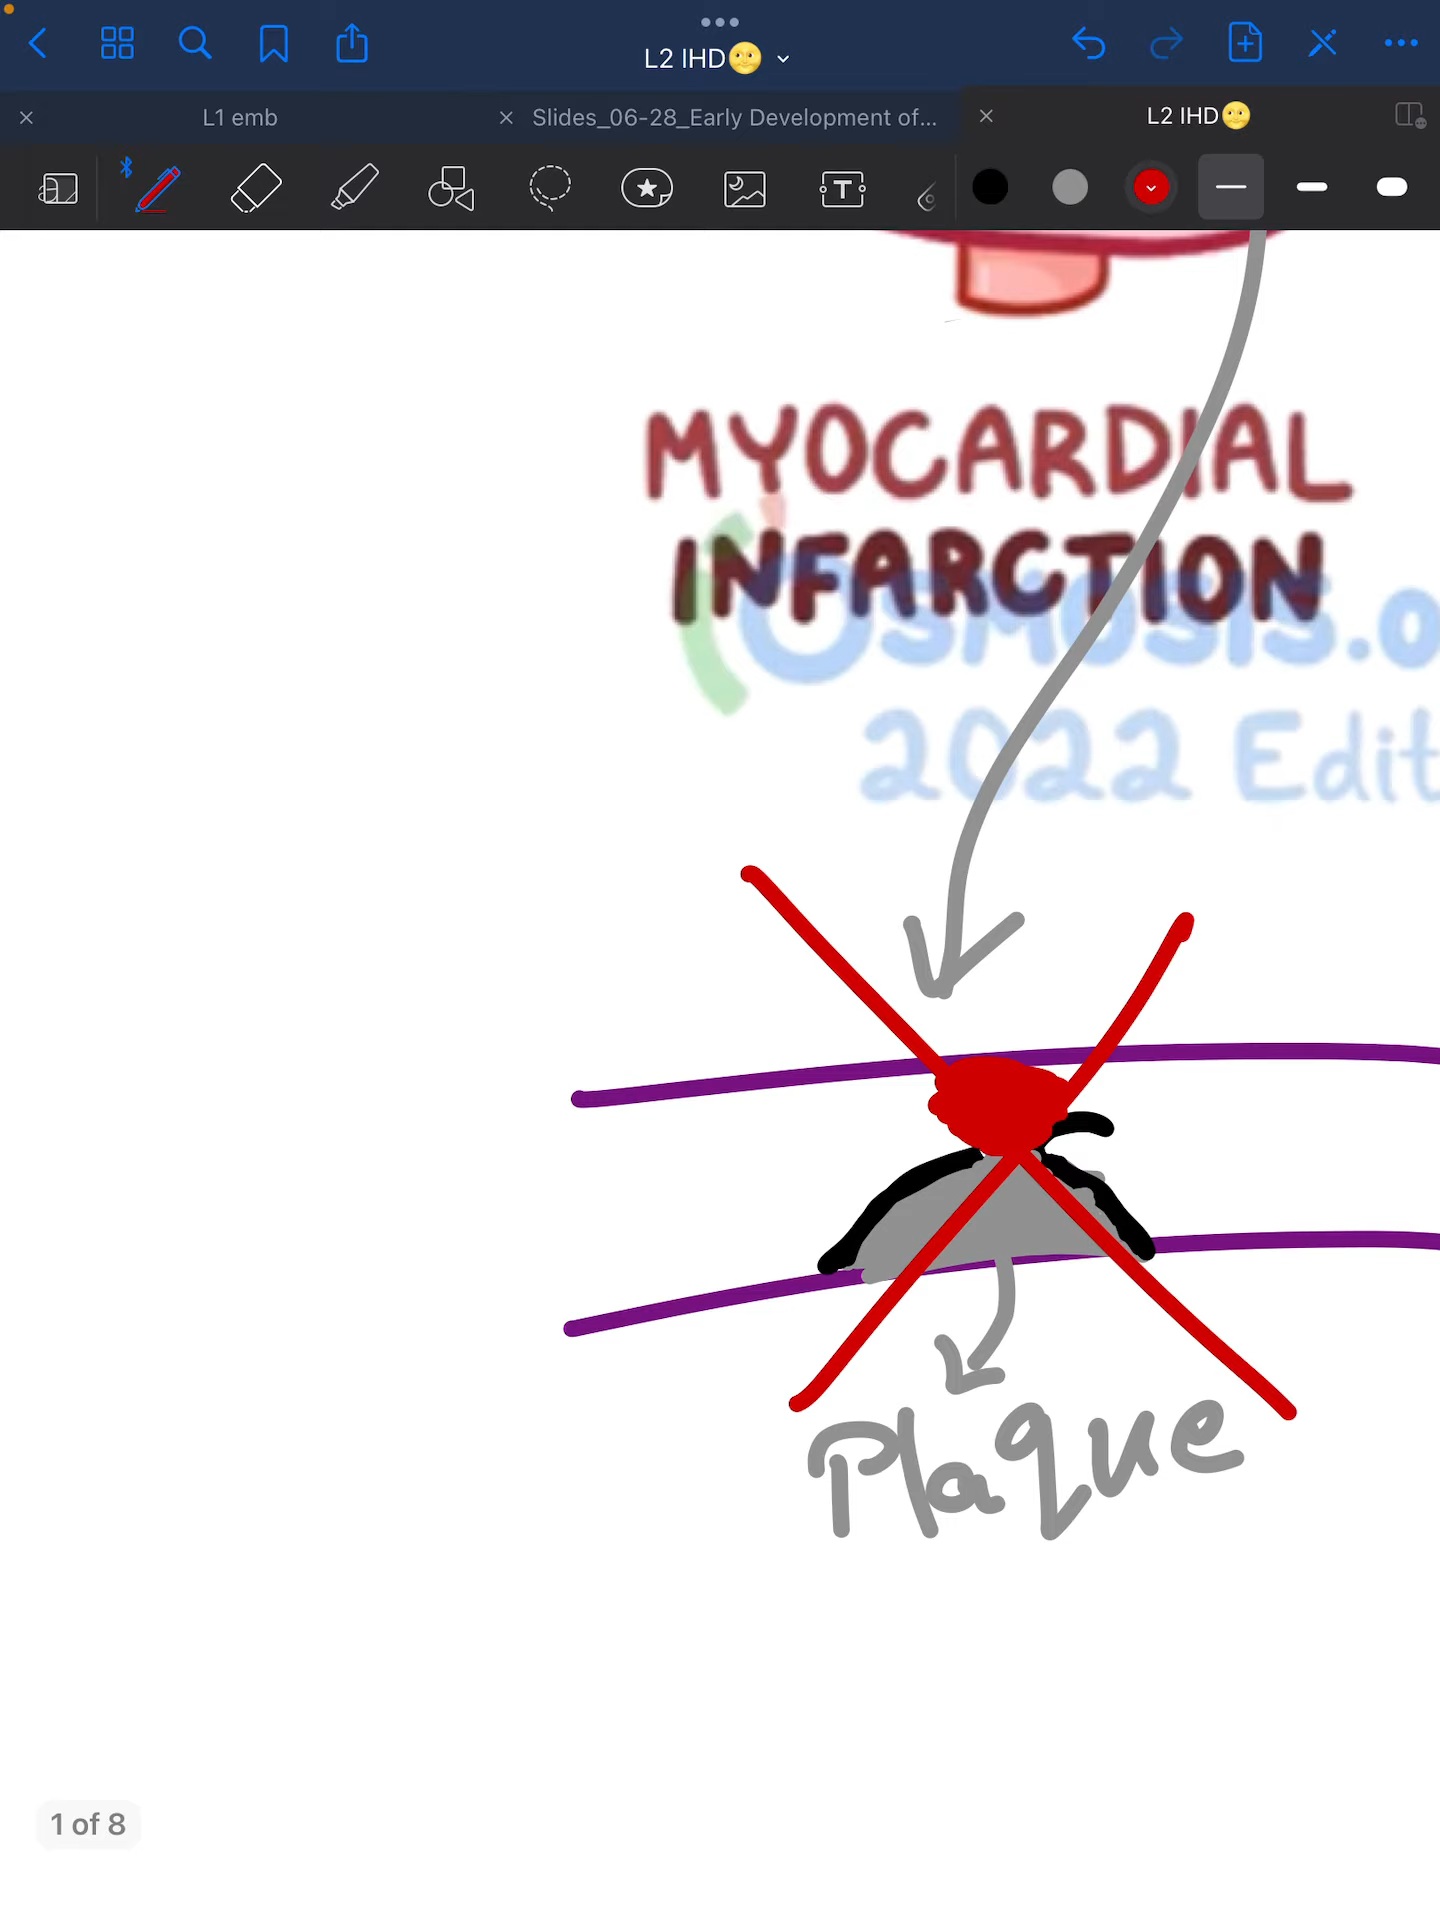 L2 IHD🌝
L1 emb
Slides_06-28_Early Development of...
L2 IHD🌝
T
MYOCARDIAL
INFARCTION
OSMOSIS.O
2022 Edit
Plaque
1 of 8